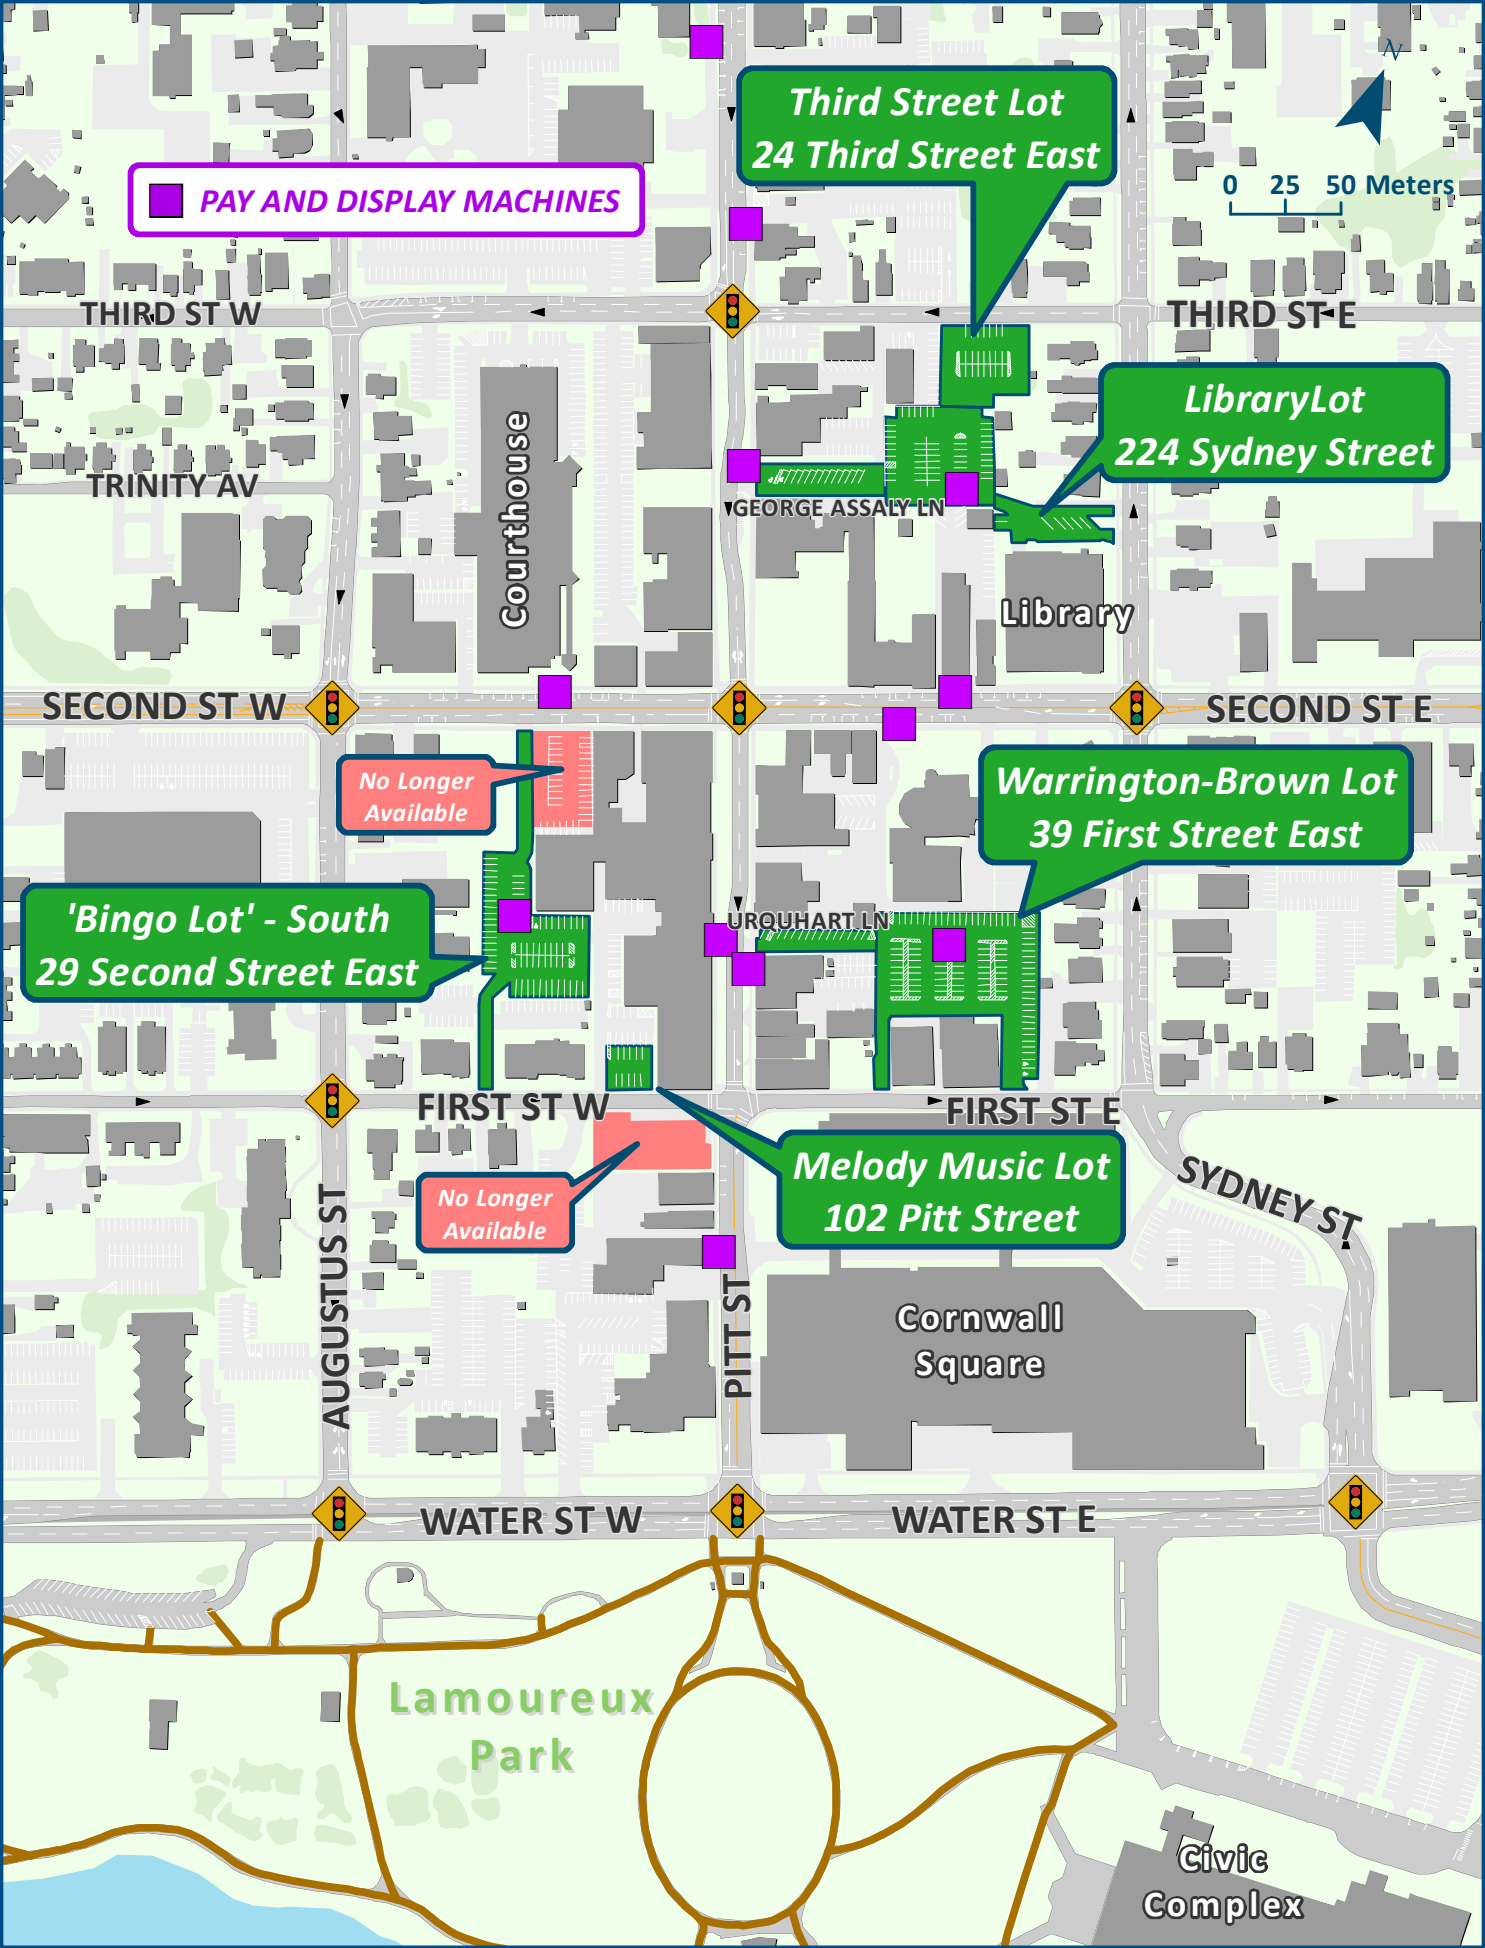 N
Third Street Lot
24 Third Street East
0 25 50 Meters
PAY AND DISPLAY MACHINES
THIRD ST W
THIRD ST E
LibraryLot
224 Sydney Street
TRINITY AV
Courthouse
GEORGE ASSALY LN
Library
SECOND ST W
SECOND ST E
No Longer
Available
Warrington-Brown Lot
39 First Street East
'Bingo Lot' - South
29 Second Street East
URQUHART LN
FIRST ST W
FIRST ST E
Melody Music Lot
102 Pitt Street
No Longer
Available
SYDNEY ST
AUGUSTUS ST
PITT ST
Cornwall
Square
WATER ST W
WATER ST E
Lamoureux
Park
Civic
Complex